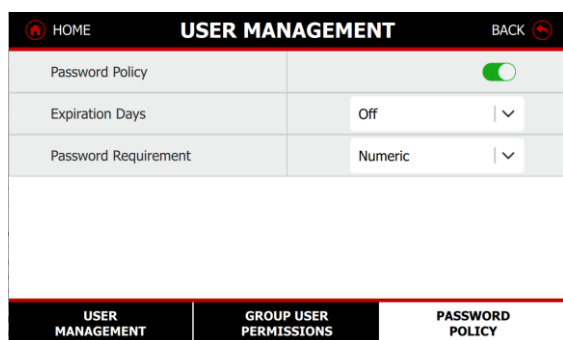 HOME USER MANAGEMENT BACK
Password Policy
Expiration Days Off
Password Requirement Numeric
USER GROUP USER PASSWORD
MANAGEMENT PERMISSIONS POLICY